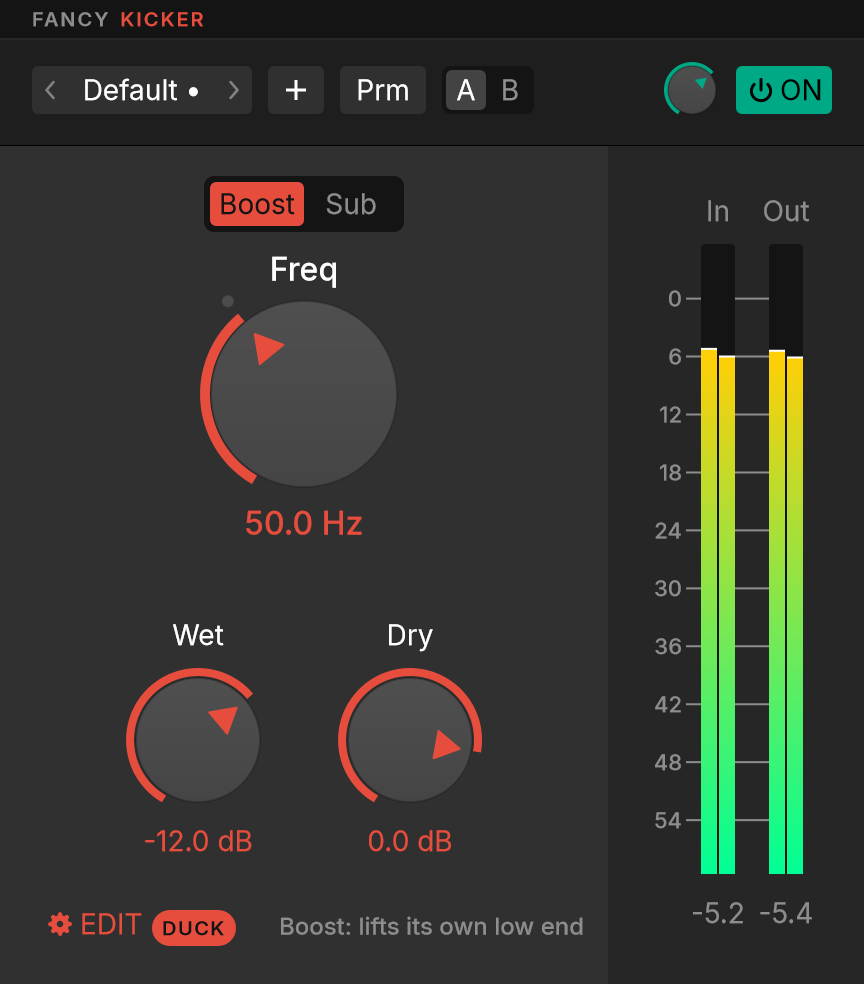 FANCY KICKER
Default •
+
Prm
A B
ON
Boost Sub
In Out
Freq
0
6
12
18
24
30
36
42
48
54
50.0 Hz
Wet Dry
-12.0 dB 0.0 dB
-5.2 -5.4
EDIT DUCK Boost: lifts its own low end